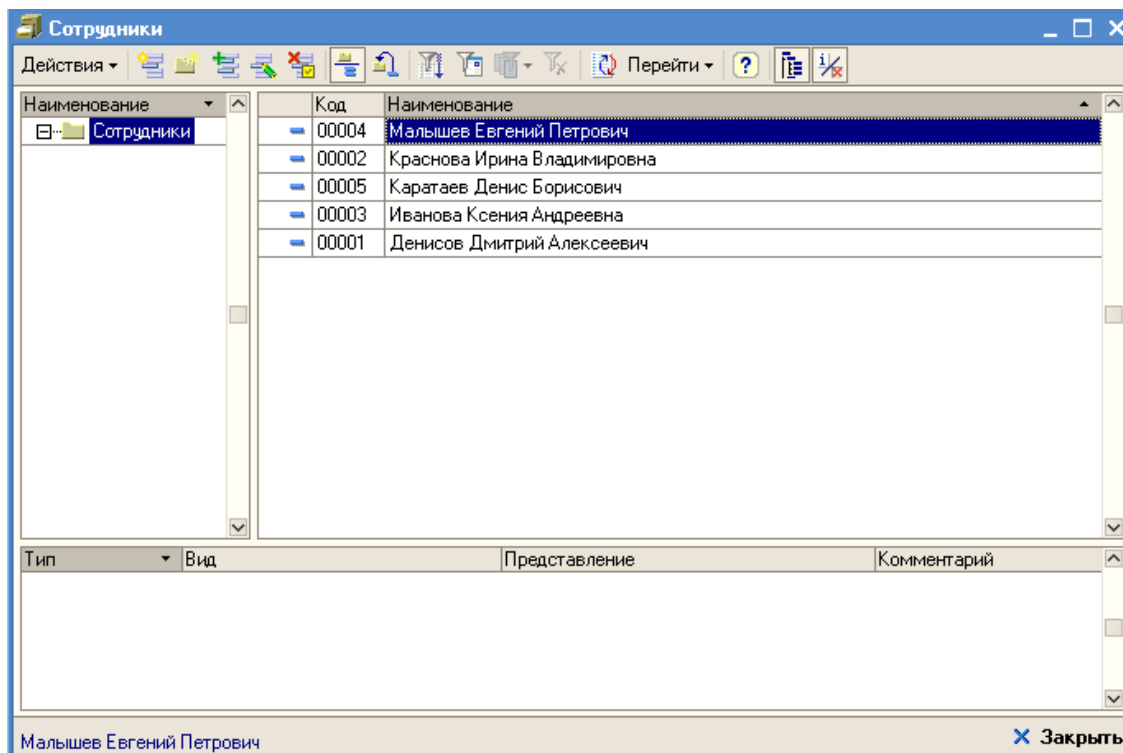 Сотрудники
Действия Перейти ?
Наименование
Сотрудники
Код Наименование
00004 Малышев Евгений Петрович
00002 Краснова Ирина Владимировна
00005 Каратаев Денис Борисович
00003 Иванова Ксения Андреевна
00001 Денисов Дмитрий Алексеевич
Тип Вид Представление Комментарий
Малышев Евгений Петрович Закрыть